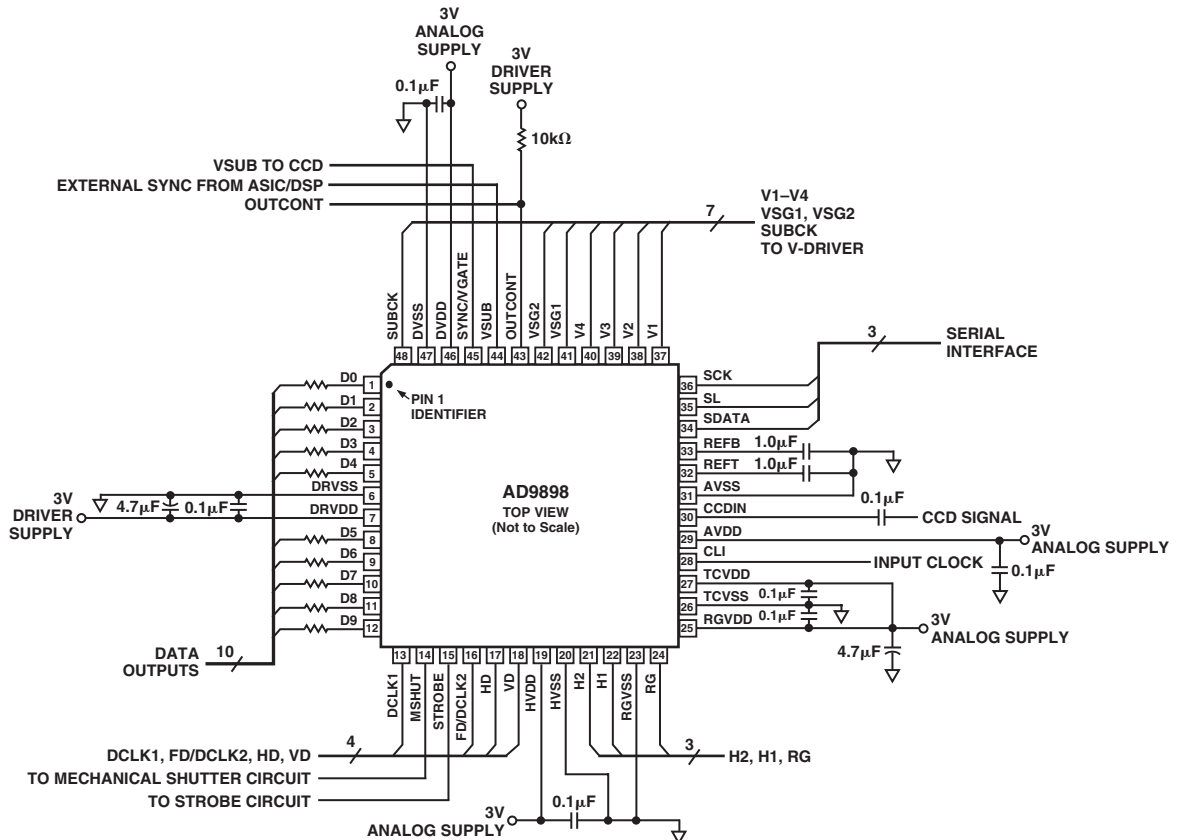 3V
ANALOG
SUPPLY
3V
DRIVER
SUPPLY
0.1μF
10kΩ
VSUB TO CCD
EXTERNAL SYNC FROM ASIC/DSP
OUTCONT
7
V1–V4
VSG1, VSG2
SUBCK
TO V-DRIVER
SUBCK
DVSS
DVDD
SYNC/VGATE
VSUB
OUTCONT
VSG2
VSG1
V4
V3
V2
V1
48 47 46 45 44 43 42 41 40 39 38 37
3
SERIAL
INTERFACE
D0 1
D1 2
D2 3
D3 4
D4 5
DRVSS 6
DRVDD 7
D5 8
D6 9
D7 10
D8 11
D9 12
3V
DRIVER
SUPPLY
4.7μF
0.1μF
DATA
OUTPUTS
10
PIN 1
IDENTIFIER
AD9898
TOP VIEW
(Not to Scale)
36 SCK
35 SL
34 SDATA
33 REFB 1.0μF
32 REFT 1.0μF
31 AVSS
0.1μF
30 CCDIN CCD SIGNAL
29 AVDD
3V
ANALOG SUPPLY
28 CLI INPUT CLOCK
0.1μF
27 TCVDD
0.1μF
26 TCVSS
0.1μF
25 RGVDD
3V
ANALOG SUPPLY
4.7μF
13 14 15 16 17 18 19 20 21 22 23 24
DCLK1
MSHUT
STROBE
FD/DCLK2
HD
VD
HVDD
HVSS
H2
H1
RGVSS
RG
DCLK1, FD/DCLK2, HD, VD
4
3
H2, H1, RG
TO MECHANICAL SHUTTER CIRCUIT
TO STROBE CIRCUIT
3V
ANALOG SUPPLY
0.1μF